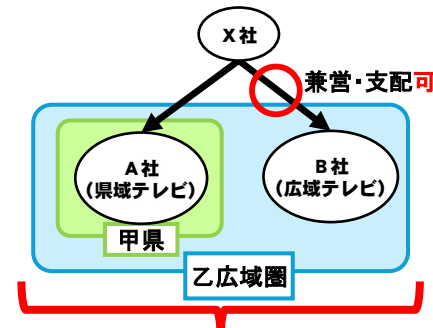 X社
兼営・支配可
A社
(県域テレビ)
B社
(広域テレビ)
甲県
乙広域圏